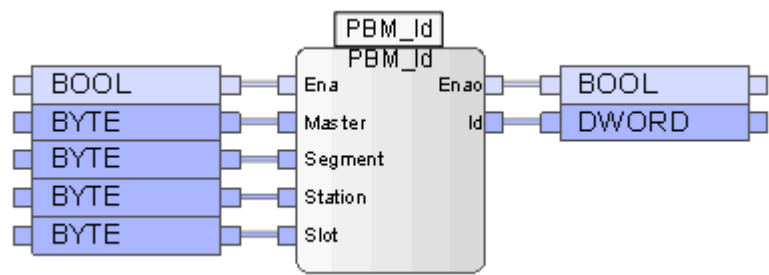 PBM_Id
PBM_Id
BOOL Ena Enao BOOL
BYTE Master Id DWORD
BYTE Segment
BYTE Station
BYTE Slot